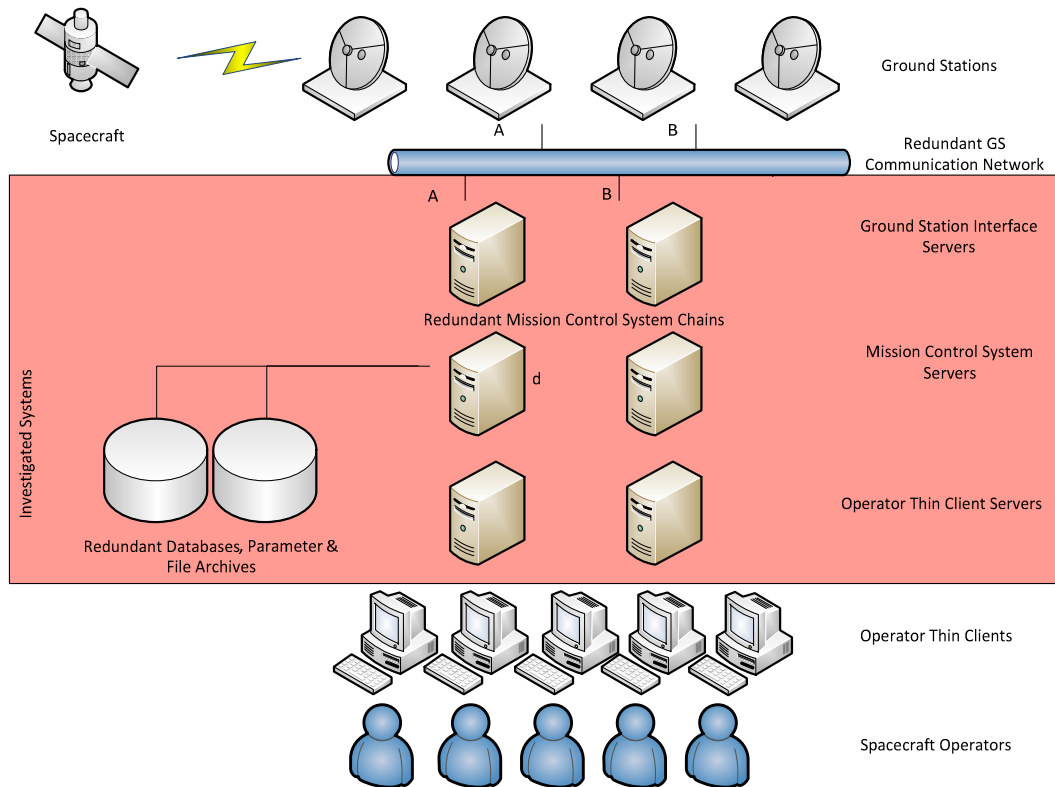 Ground Stations
Spacecraft
A
B
Redundant GS
Communication Network
A
B
Ground Station Interface
Servers
Redundant Mission Control System Chains
Mission Control System
Servers
d
Investigated Systems
Operator Thin Client Servers
Redundant Databases, Parameter &
File Archives
Operator Thin Clients
Spacecraft Operators